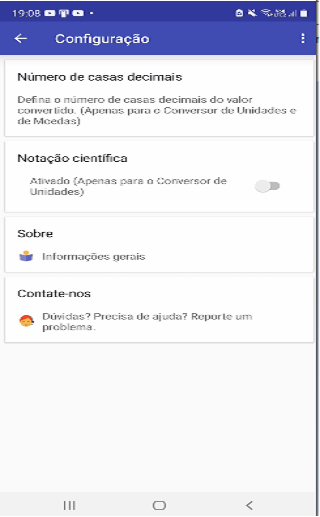 19:08
Configuração
Número de casas decimais
Defina o número de casas decimais do valor
convertido. (Apenas para o Conversor de Unidades e
de Moedas)
Notação científica
Ativado (Apenas para o Conversor de
Unidades)
Sobre
Informações gerais
Contate-nos
Dúvidas? Precisa de ajuda? Reporte um
problema.